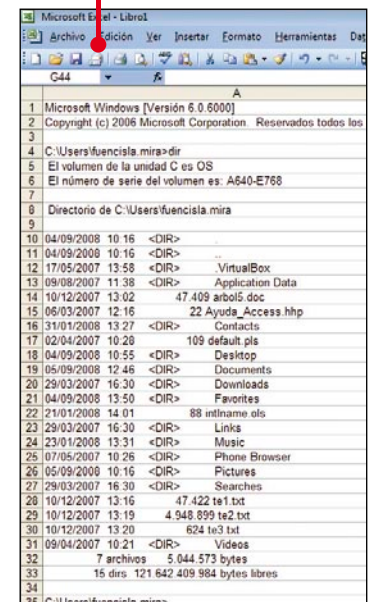 Microsoft Excel - Libro1
Archivo Edición Ver Insertar Formato Herramientas Dat
G44 fx
A
1 Microsoft Windows [Versión 6.0.6000]
2 Copyright (c) 2006 Microsoft Corporation. Reservados todos los
3
4 C:\Users\fuencisla.mira>dir
5 El volumen de la unidad C es OS
6 El número de serie del volumen es: A640-E768
7
8 Directorio de C:\Users\fuencisla.mira
9
10 04/09/2008 10:16 <DIR> .
11 04/09/2008 10:16 <DIR> ..
12 17/05/2007 13:58 <DIR> .VirtualBox
13 09/08/2007 11:38 <DIR> Application Data
14 10/12/2007 13:02 47.409 arbol5.doc
15 06/03/2007 12:16 22 Ayuda_Access.hhp
16 31/01/2008 13:27 <DIR> Contacts
17 02/04/2007 10:28 109 default.pls
18 04/09/2008 10:55 <DIR> Desktop
19 05/09/2008 12:46 <DIR> Documents
20 29/03/2007 16:30 <DIR> Downloads
21 04/09/2008 13:50 <DIR> Favorites
22 21/01/2008 14:01 88 intlname.ols
23 29/03/2007 16:30 <DIR> Links
24 23/01/2008 13:31 <DIR> Music
25 07/05/2007 10:26 <DIR> Phone Browser
26 05/09/2008 10:16 <DIR> Pictures
27 29/03/2007 16:30 <DIR> Searches
28 10/12/2007 13:16 47.422 te1.txt
29 10/12/2007 13:19 4.948.899 te2.txt
30 10/12/2007 13:20 624 te3.txt
31 09/04/2007 10:21 <DIR> Videos
32 7 archivos 5.044.573 bytes
33 15 dirs 121.642.409.984 bytes libres
34
35 C:\Users\fuencisla.mira>